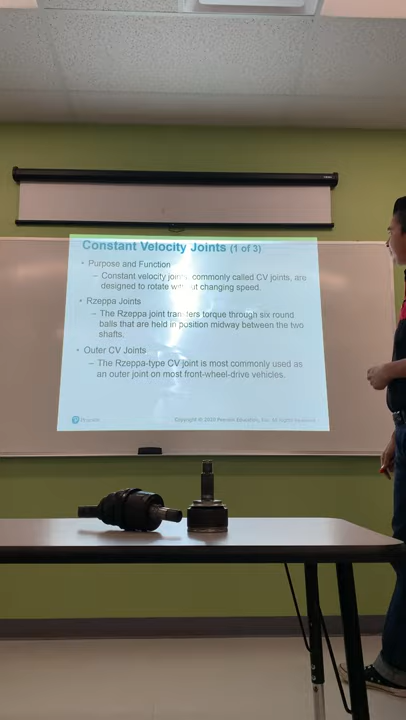 Constant Velocity Joints (1 of 3)
• Purpose and Function
– Constant velocity joints, commonly called CV joints, are
designed to rotate without changing speed.
• Rzeppa Joints
– The Rzeppa joint transfers torque through six round
balls that are held in position midway between the two
shafts.
• Outer CV Joints
– The Rzeppa-type CV joint is most commonly used as
an outer joint on most front-wheel-drive vehicles.
Pearson
Copyright © 2020 Pearson Education, Inc. All Rights Reserved